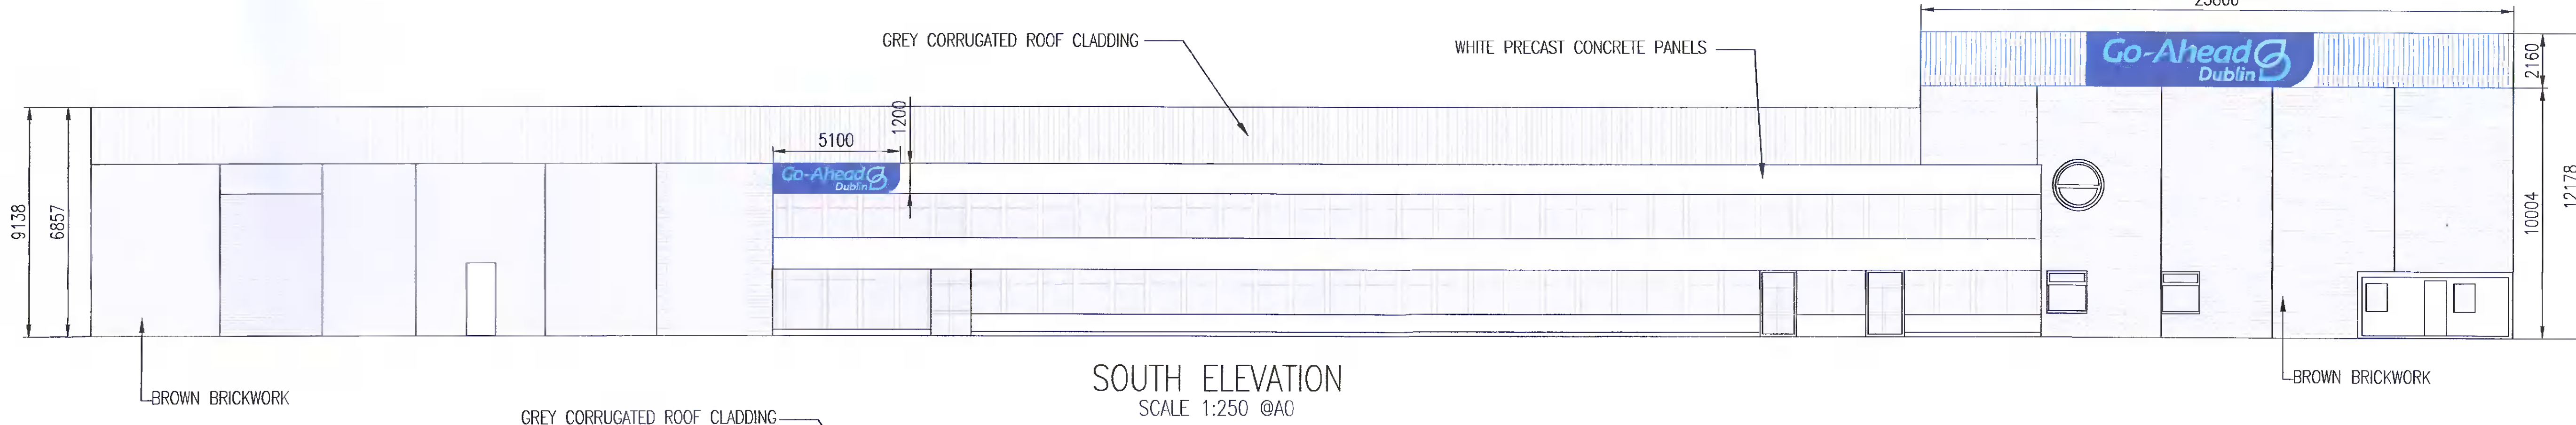 23800
GREY CORRUGATED ROOF CLADDING
WHITE PRECAST CONCRETE PANELS
Go-Ahead
Dublin
2160
1200
5100
Go-Ahead
Dublin
9138
6857
10004
12178
SOUTH ELEVATION
SCALE 1:250 @A0
BROWN BRICKWORK
BROWN BRICKWORK
GREY CORRUGATED ROOF CLADDING